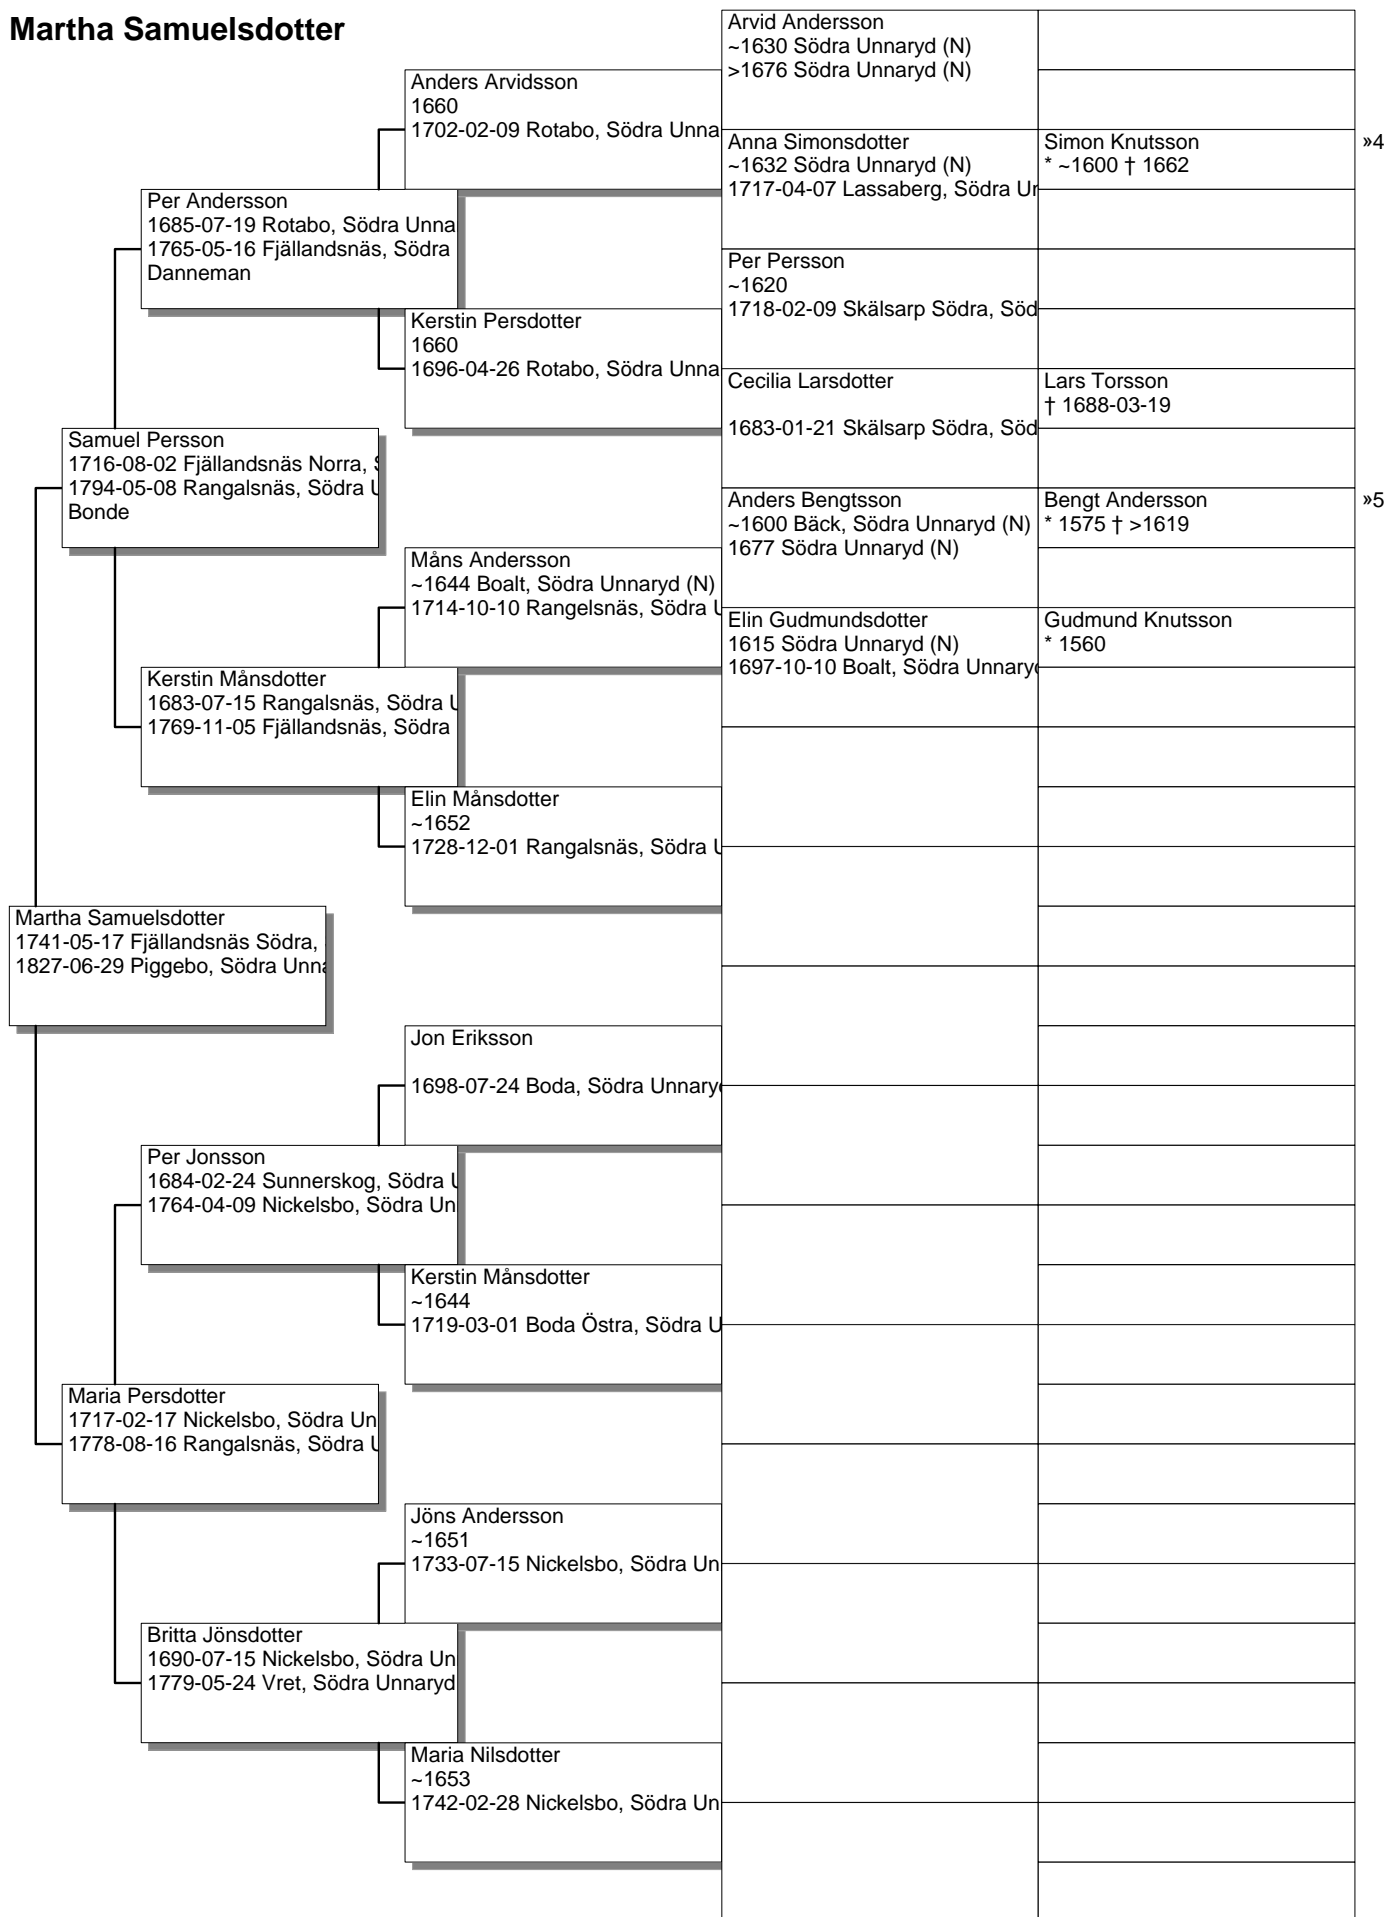 Martha Samuelsdotter
Arvid Andersson
~1630 Södra Unnaryd (N)
>1676 Södra Unnaryd (N)
Anders Arvidsson
1660
1702-02-09 Rotabo, Södra Unna
Anna Simonsdotter
~1632 Södra Unnaryd (N)
1717-04-07 Lassaberg, Södra Un
Simon Knutsson
* ~1600 † 1662
»4
Per Andersson
1685-07-19 Rotabo, Södra Unna
1765-05-16 Fjällandsnäs, Södra
Danneman
Per Persson
~1620
1718-02-09 Skälsarp Södra, Söd
Kerstin Persdotter
1660
1696-04-26 Rotabo, Södra Unna
Cecilia Larsdotter
1683-01-21 Skälsarp Södra, Söd
Lars Torsson
† 1688-03-19
Samuel Persson
1716-08-02 Fjällandsnäs Norra, S
1794-05-08 Rangalsnäs, Södra U
Bonde
Anders Bengtsson
~1600 Bäck, Södra Unnaryd (N)
1677 Södra Unnaryd (N)
Bengt Andersson
* 1575 † >1619
»5
Måns Andersson
~1644 Boalt, Södra Unnaryd (N)
1714-10-10 Rangelsnäs, Södra U
Elin Gudmundsdotter
1615 Södra Unnaryd (N)
1697-10-10 Boalt, Södra Unnaryd
Gudmund Knutsson
* 1560
Kerstin Månsdotter
1683-07-15 Rangalsnäs, Södra U
1769-11-05 Fjällandsnäs, Södra
Elin Månsdotter
~1652
1728-12-01 Rangalsnäs, Södra U
Martha Samuelsdotter
1741-05-17 Fjällandsnäs Södra,
1827-06-29 Piggebo, Södra Unna
Jon Eriksson
1698-07-24 Boda, Södra Unnaryd
Per Jonsson
1684-02-24 Sunnerskog, Södra U
1764-04-09 Nickelsbo, Södra Un
Kerstin Månsdotter
~1644
1719-03-01 Boda Östra, Södra U
Maria Persdotter
1717-02-17 Nickelsbo, Södra Un
1778-08-16 Rangalsnäs, Södra U
Jöns Andersson
~1651
1733-07-15 Nickelsbo, Södra Un
Britta Jönsdotter
1690-07-15 Nickelsbo, Södra Un
1779-05-24 Vret, Södra Unnaryd
Maria Nilsdotter
~1653
1742-02-28 Nickelsbo, Södra Un